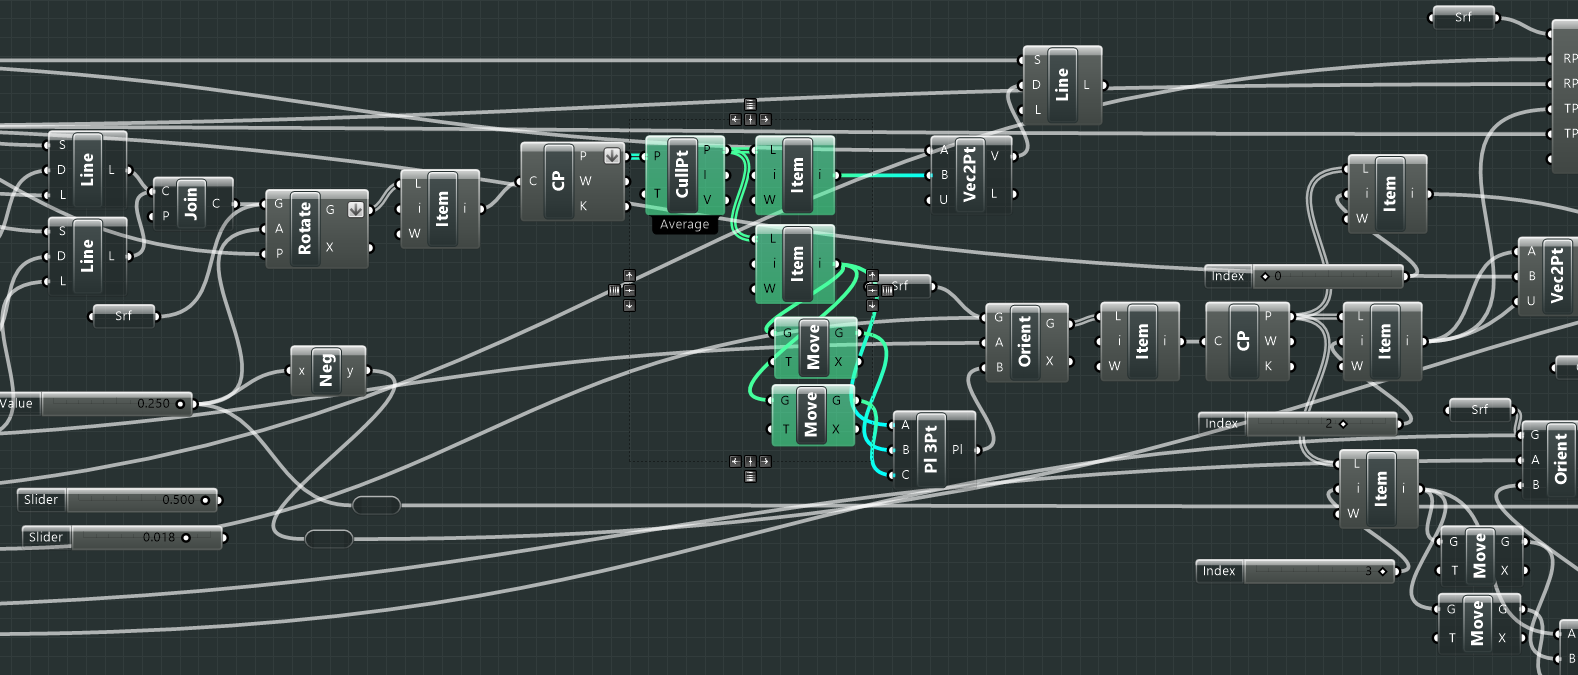 Srf
S
D
L
Line
L
RP
RP
TP
TP
S
D
L
Line
L
C
P
Join
C
S
D
L
Line
L
G
A
P
Rotate
G
X
L
i
W
Item
i
C
CP
P
W
K
P
T
CullPt
P
I
V
Average
L
i
W
Item
i
L
i
W
Item
i
A
B
U
Vec2Pt
V
L
L
i
W
Item
i
Index
0
A
B
U
Vec2Pt
Srf
x
Neg
y
Srf
G
T
Move
G
X
G
T
Move
G
X
G
A
B
Orient
G
X
L
i
W
Item
i
C
CP
P
W
K
L
i
W
Item
i
Value
0.250
A
B
C
Pl 3Pt
Pl
Index
2
Srf
G
A
B
Orient
L
i
W
Item
i
Slider
0.500
Slider
0.018
Index
3
G
T
Move
G
X
G
T
Move
G
X
A
B